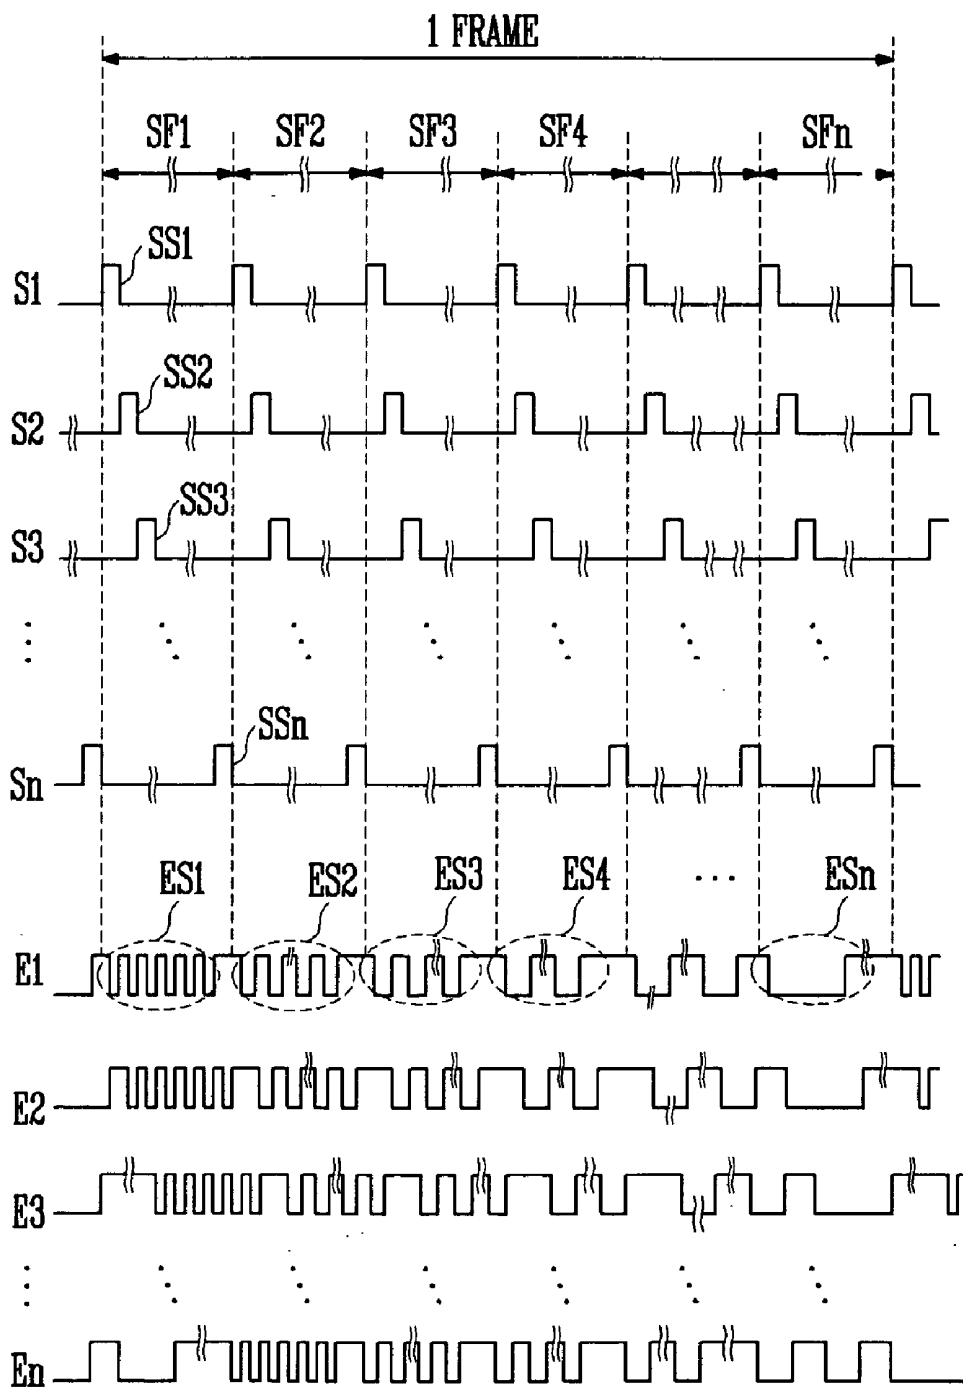 1 FRAME
SF1 SF2 SF3 SF4 SFn
SS1
S1
SS2
S2
SS3
S3
SSn
Sn
ES1 ES2 ES3 ES4 ESn
E1
E2
E3
En